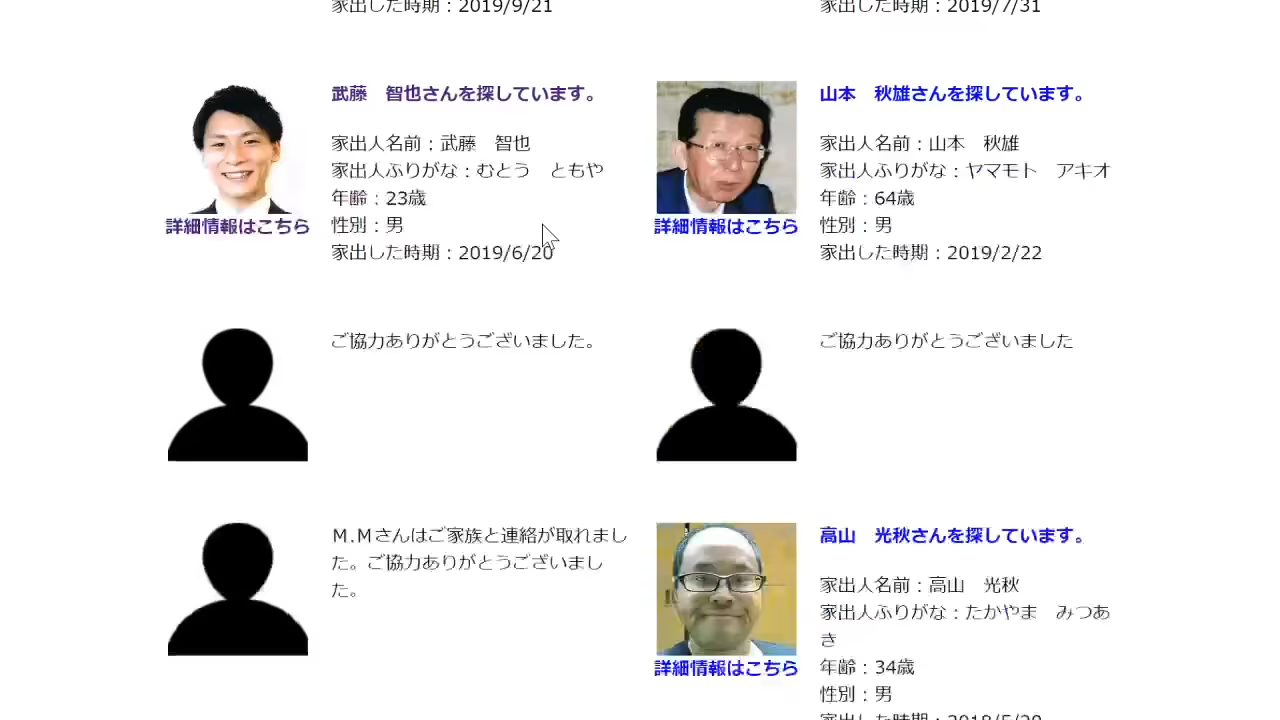 家出した時期：2019/9/21
家出した時期：2019/7/31
武藤　智也さんを探しています。
家出人名前：武藤　智也
家出人ふりがな：むとう　ともや
年齢：23歳
性別：男
家出した時期：2019/6/20
詳細情報はこちら
山本　秋雄さんを探しています。
家出人名前：山本　秋雄
家出人ふりがな：ヤマモト　アキオ
年齢：64歳
性別：男
家出した時期：2019/2/22
詳細情報はこちら
ご協力ありがとうございました。
ご協力ありがとうございました
Ｍ.Ｍさんはご家族と連絡が取れまし
た。ご協力ありがとうございまし
た。
高山　光秋さんを探しています。
家出人名前：高山　光秋
家出人ふりがな：たかやま　みつあ
き
年齢：34歳
性別：男
詳細情報はこちら
家出した時期：2018/5/20